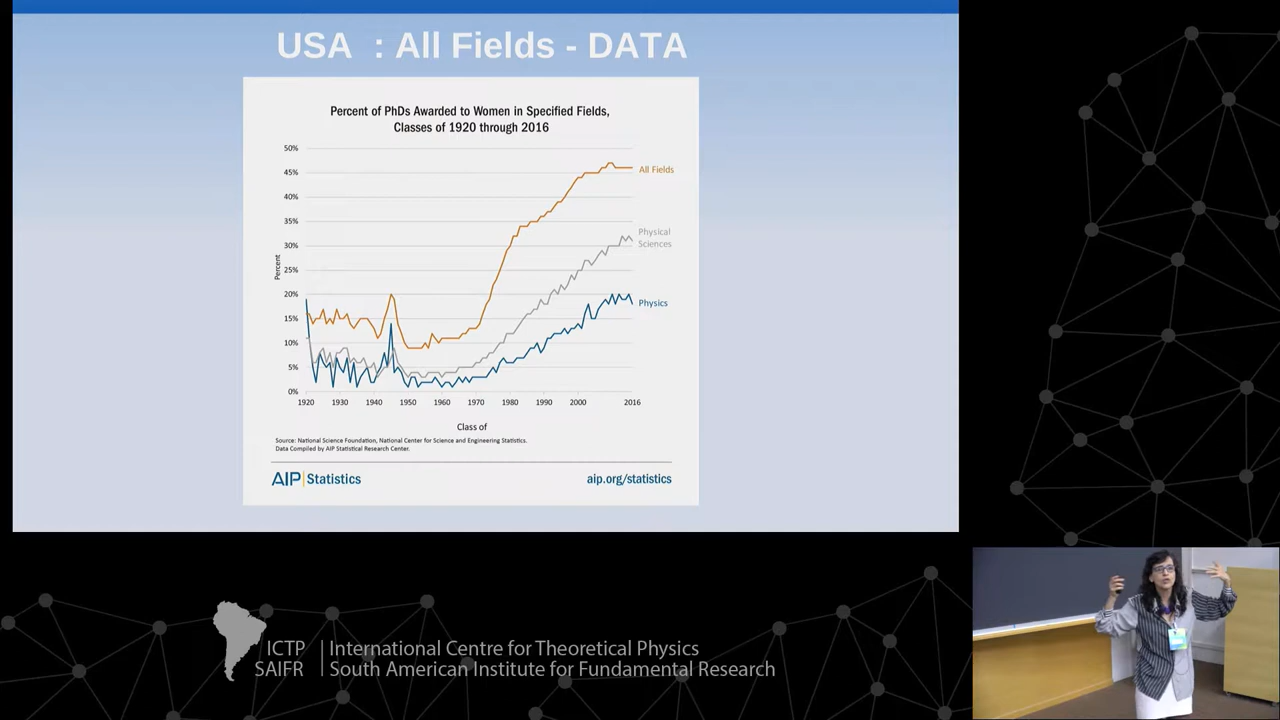 USA : All Fields - DATA
Percent of PhDs Awarded to Women in Specified Fields,
Classes of 1920 through 2016
50%
45%
40%
35%
30%
25%
20%
15%
10%
5%
0%
Percent
All Fields
Physical
Sciences
Physics
1920 1930 1940 1950 1960 1970 1980 1990 2000 2016
Class of
Source: National Science Foundation, National Center for Science and Engineering Statistics.
Data Compiled by AIP Statistical Research Center.
AIP Statistics
aip.org/statistics
ICTP
SAIFR
International Centre for Theoretical Physics
South American Institute for Fundamental Research